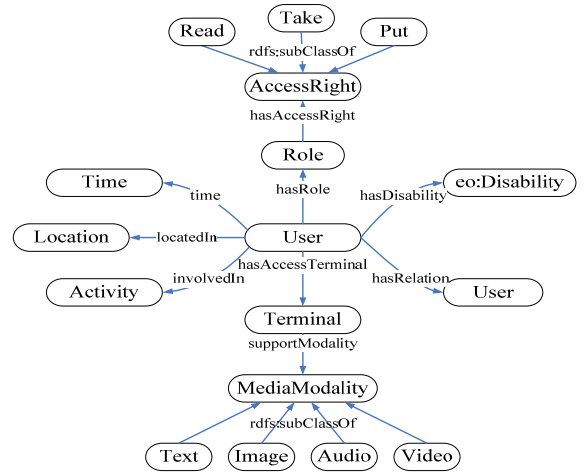 Take
Read
Put
rdfs:subClassOf
AccessRight
hasAccessRight
Role
hasRole
Time
time
hasDisability
eo:Disability
Location
locatedIn
User
hasAccessTerminal
involvedIn
hasRelation
Activity
User
Terminal
supportModality
MediaModality
rdfs:subClassOf
Text
Image
Audio
Video